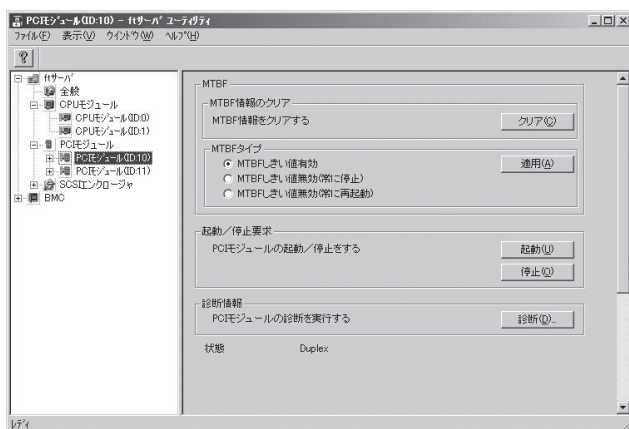 PCIモジュール(ID:10) - ftサーバ ユーティリティ
ファイル(F) 表示(V) ウインドウ(W) ヘルプ(H)
ftサーバ
全般
CPUモジュール
CPUモジュール(ID:0)
CPUモジュール(ID:1)
PCIモジュール
PCIモジュール(ID:10)
PCIモジュール(ID:11)
SCSIエンクロージャ
BMC
MTBF
MTBF情報のクリア
MTBF情報をクリアする
クリア(C)
MTBFタイプ
MTBFしきい値有効
適用(A)
MTBFしきい値無効(常に停止)
MTBFしきい値無効(常に再起動)
起動/停止要求
PCIモジュールの起動/停止をする
起動(U)
停止(O)
診断情報
PCIモジュールの診断を実行する
診断(D)...
状態 Duplex
レディ